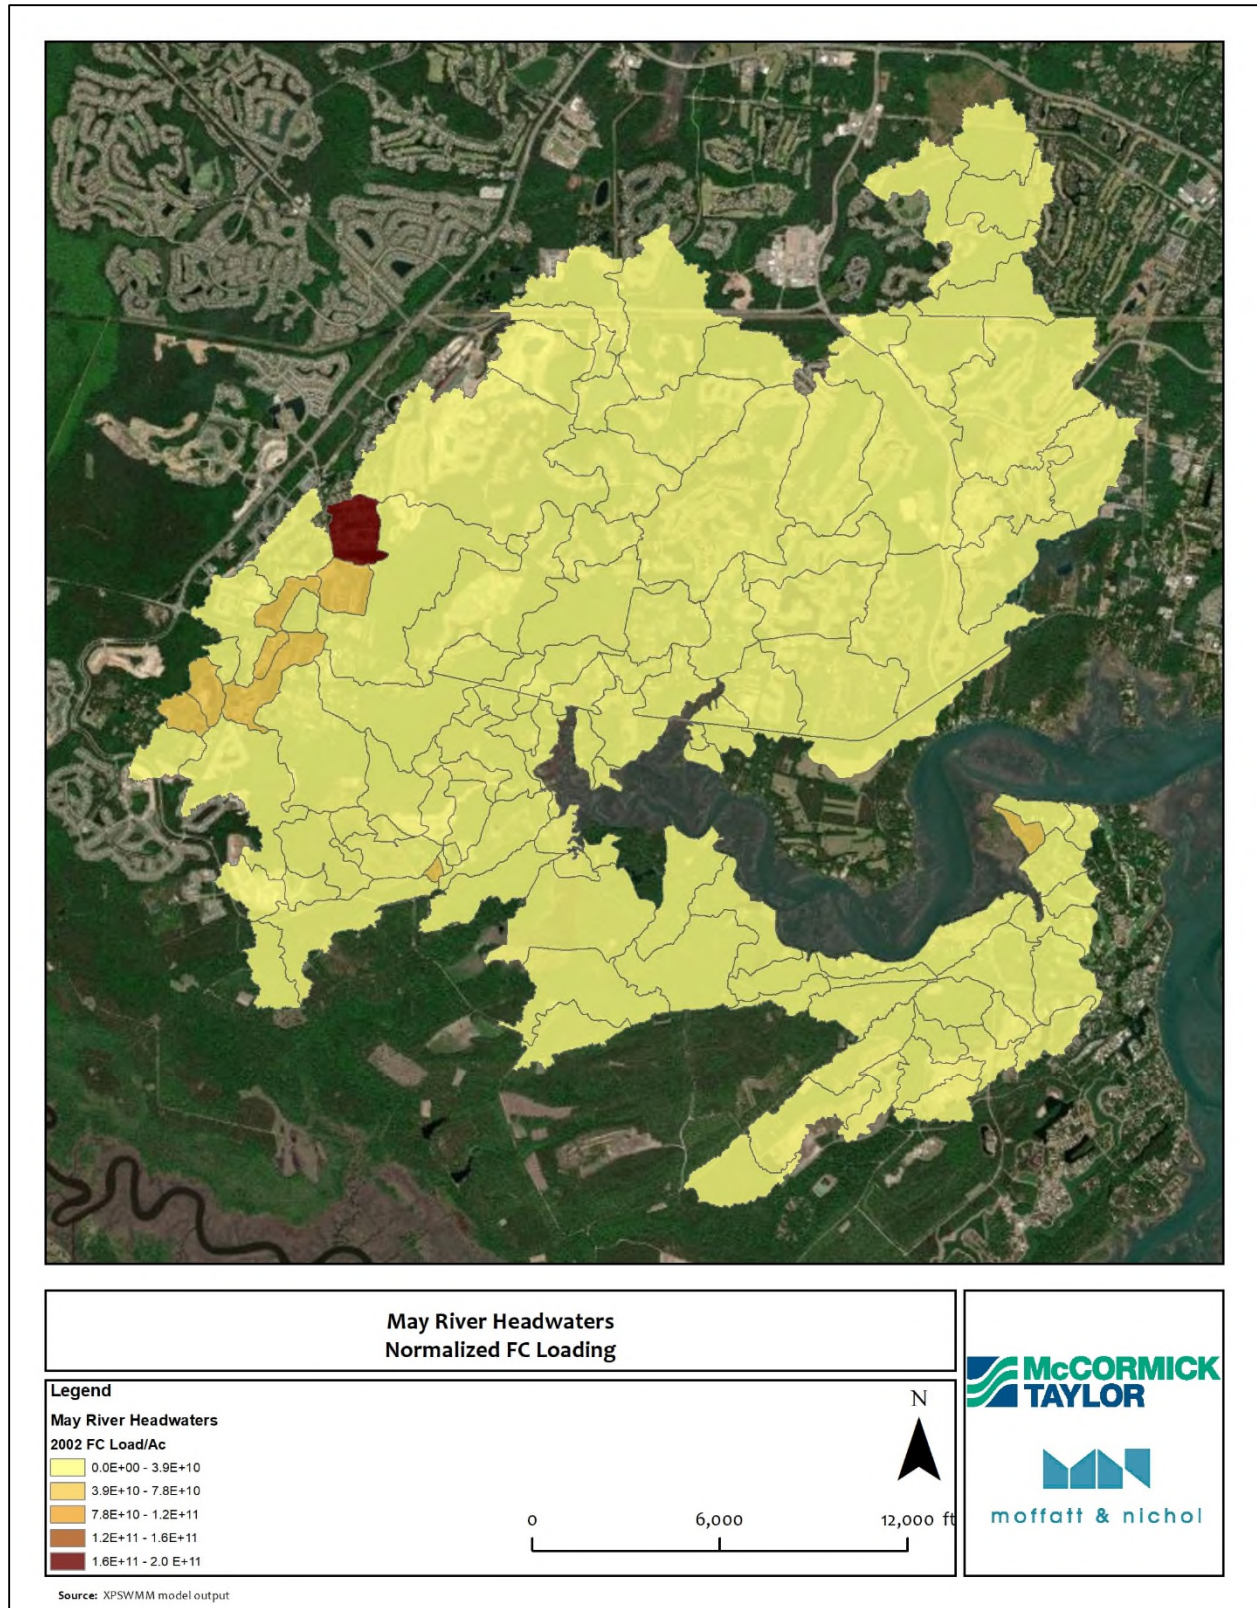 May River Headwaters
Normalized FC Loading
Legend
May River Headwaters
2002 FC Load/Ac
0.0E+00 - 3.9E+10
3.9E+10 - 7.8E+10
7.8E+10 - 1.2E+11
1.2E+11 - 1.6E+11
1.6E+11 - 2.0 E+11
N
0 6,000 12,000 ft
McCORMICK
TAYLOR
moffatt & nichol
Source: XPSWMM model output